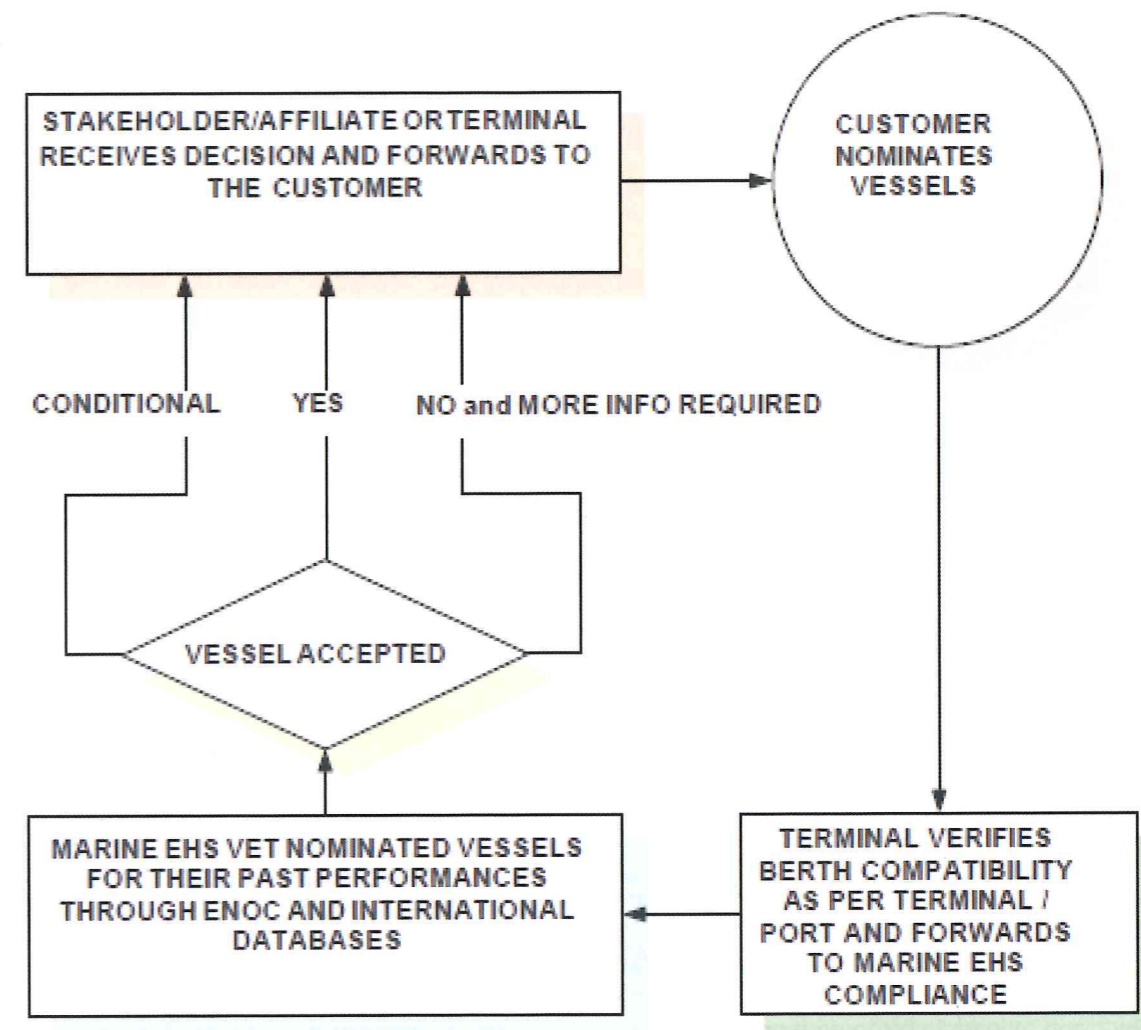 STAKEHOLDER/AFFILIATE OR TERMINAL
RECEIVES DECISION AND FORWARDS TO
THE CUSTOMER
CUSTOMER
NOMINATES
VESSELS
CONDITIONAL
YES
NO and MORE INFO REQUIRED
VESSEL ACCEPTED
MARINE EHS VET NOMINATED VESSELS
FOR THEIR PAST PERFORMANCES
THROUGH ENOC AND INTERNATIONAL
DATABASES
TERMINAL VERIFIES
BERTH COMPATIBILITY
AS PER TERMINAL /
PORT AND FORWARDS
TO MARINE EHS
COMPLIANCE